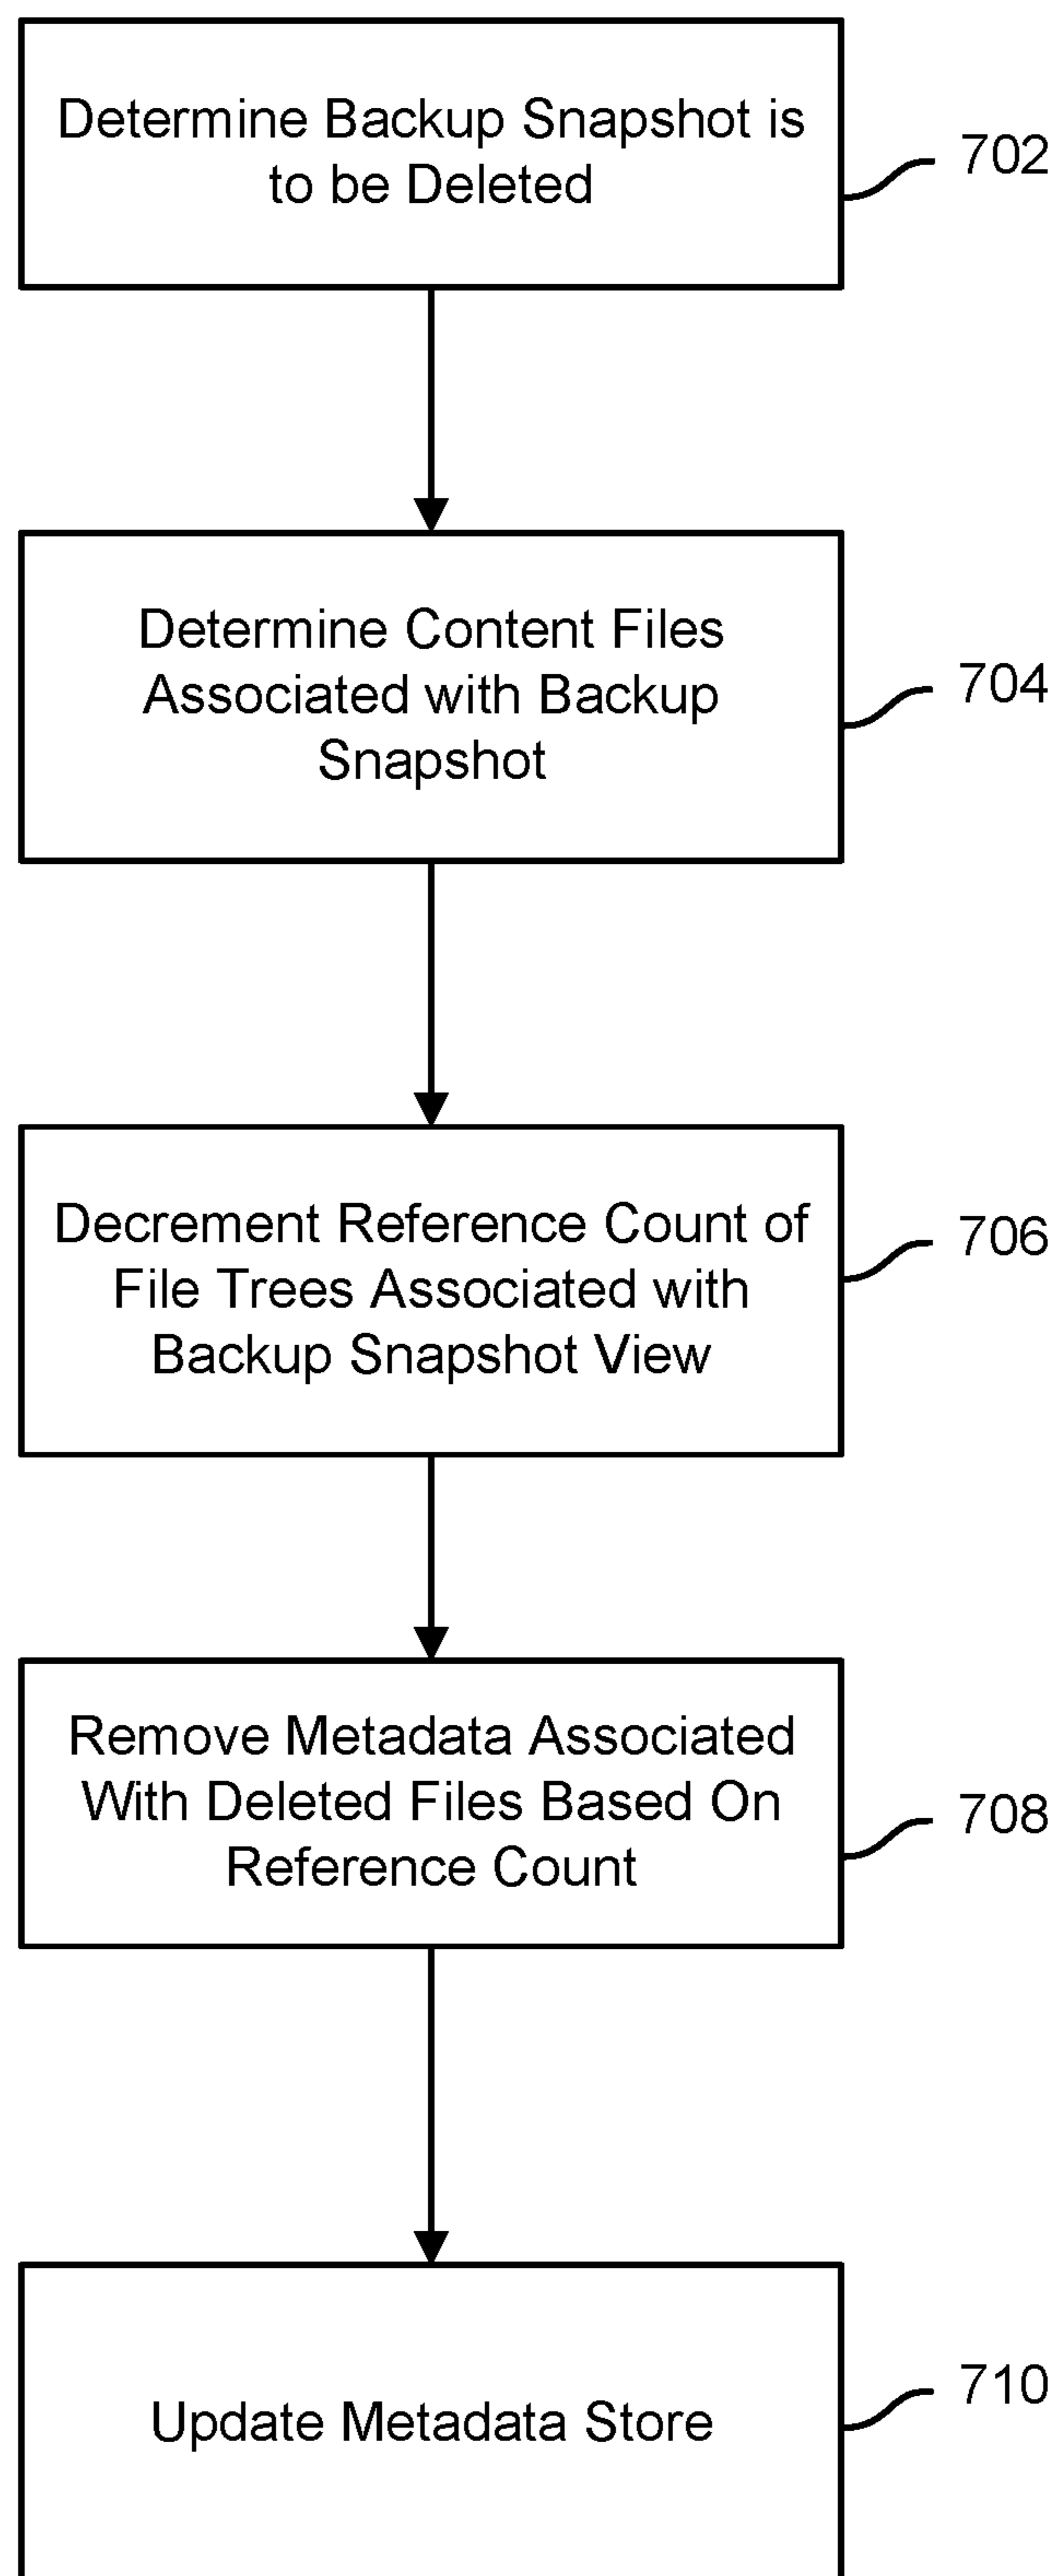 Determine Backup Snapshot is
to be Deleted
702
Determine Content Files
Associated with Backup
Snapshot
704
Decrement Reference Count of
File Trees Associated with
Backup Snapshot View
706
Remove Metadata Associated
With Deleted Files Based On
Reference Count
708
Update Metadata Store
710